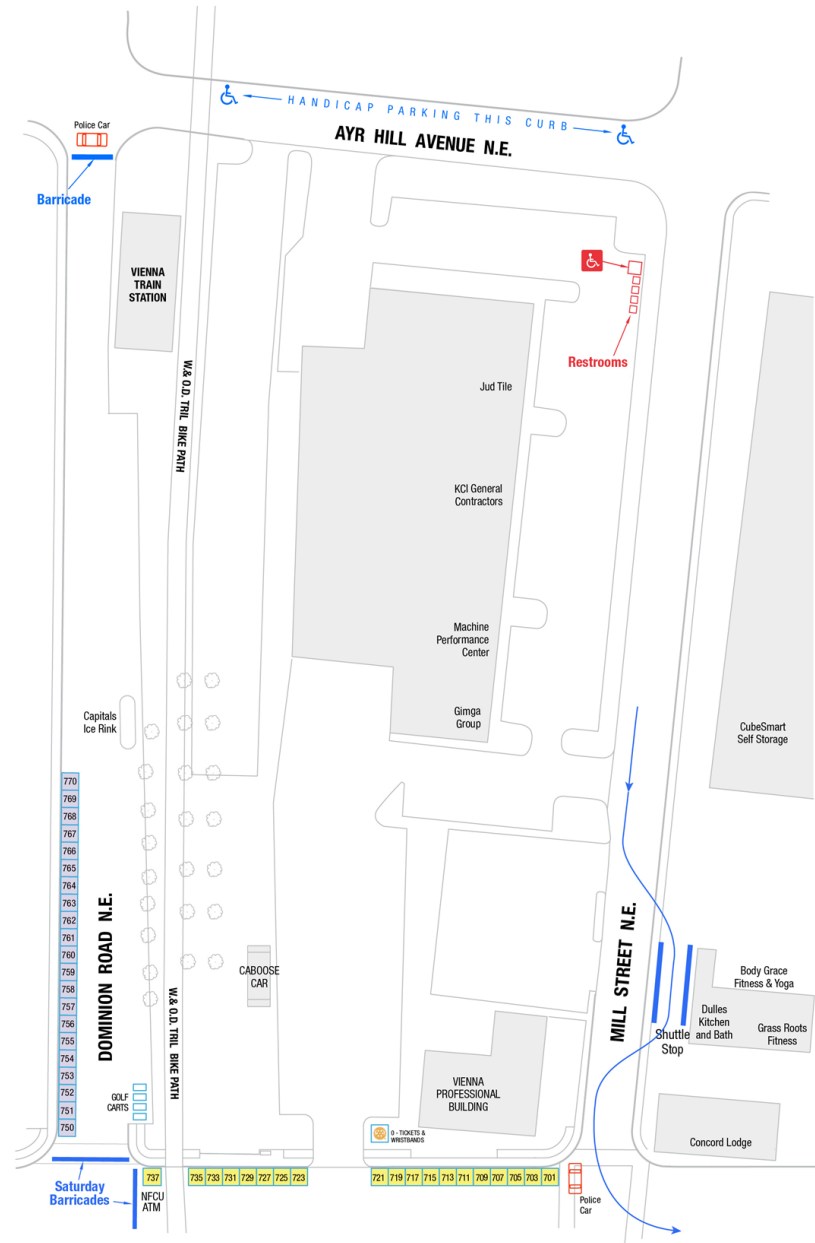 HANDICAP PARKING THIS CURB
AYR HILL AVENUE N.E.
Police Car
Barricade
VIENNA
TRAIN
STATION
Restrooms
W.& O.D. TRIL BIKE PATH
Jud Tile
KCI General
Contractors
Machine
Performance
Center
Gimga
Group
Capitals
Ice Rink
CubeSmart
Self Storage
770
769
768
767
766
765
764
763
762
761
760
759
758
757
756
755
754
753
752
751
750
DOMINION ROAD N.E.
CABOOSE
CAR
W.& O.D. TRIL BIKE PATH
MILL STREET N.E.
Body Grace
Fitness & Yoga
Dulles
Kitchen
and Bath
Grass Roots
Fitness
Shuttle
Stop
GOLF
CARTS
VIENNA
PROFESSIONAL
BUILDING
0 - TICKETS &
WRISTBANDS
Concord Lodge
Saturday
Barricades
737
735 733 731 729 727 725 723
721 719 717 715 713 711 709 707 705 703 701
NFCU
ATM
Police
Car